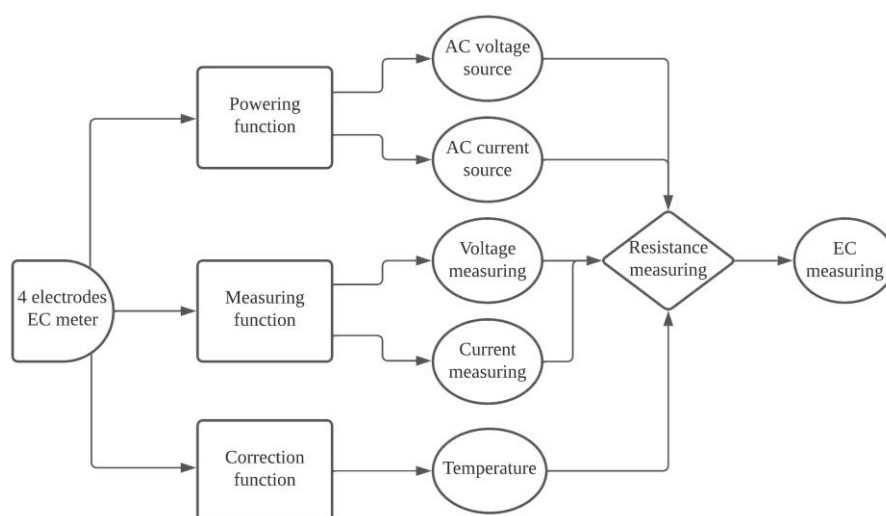 AC voltage
source
Powering
function
AC current
source
Voltage
measuring
Resistance
measuring
EC
measuring
4 electrodes
EC meter
Measuring
function
Current
measuring
Correction
function
Temperature